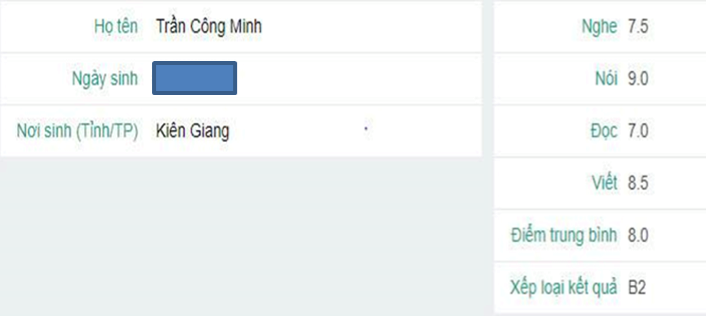 Họ tên Trần Công Minh
Ngày sinh
Nơi sinh (Tỉnh/TP) Kiên Giang
Nghe 7.5
Nói 9.0
Đọc 7.0
Viết 8.5
Điểm trung bình 8.0
Xếp loại kết quả B2